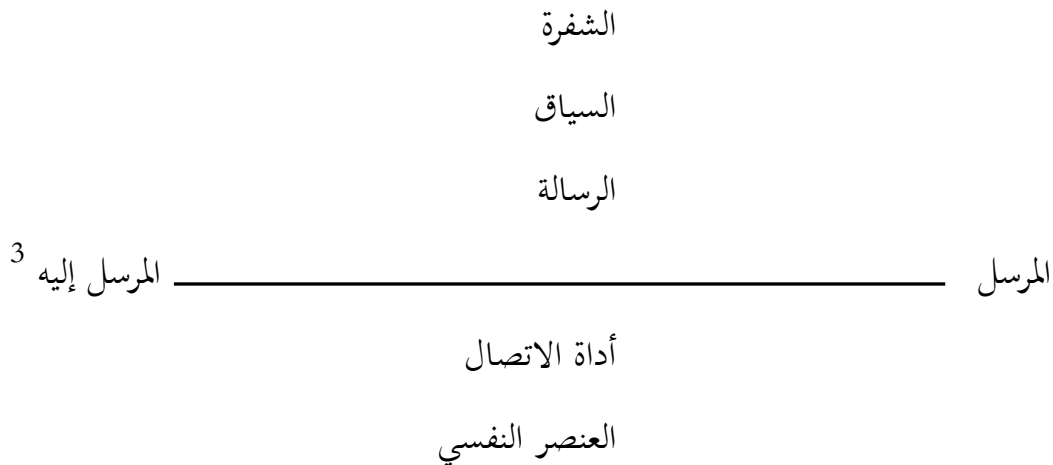 الشفرة
السياق
الرسالة
المرسل المرسل إليه 3
أداة الاتصال
العنصر النفسي